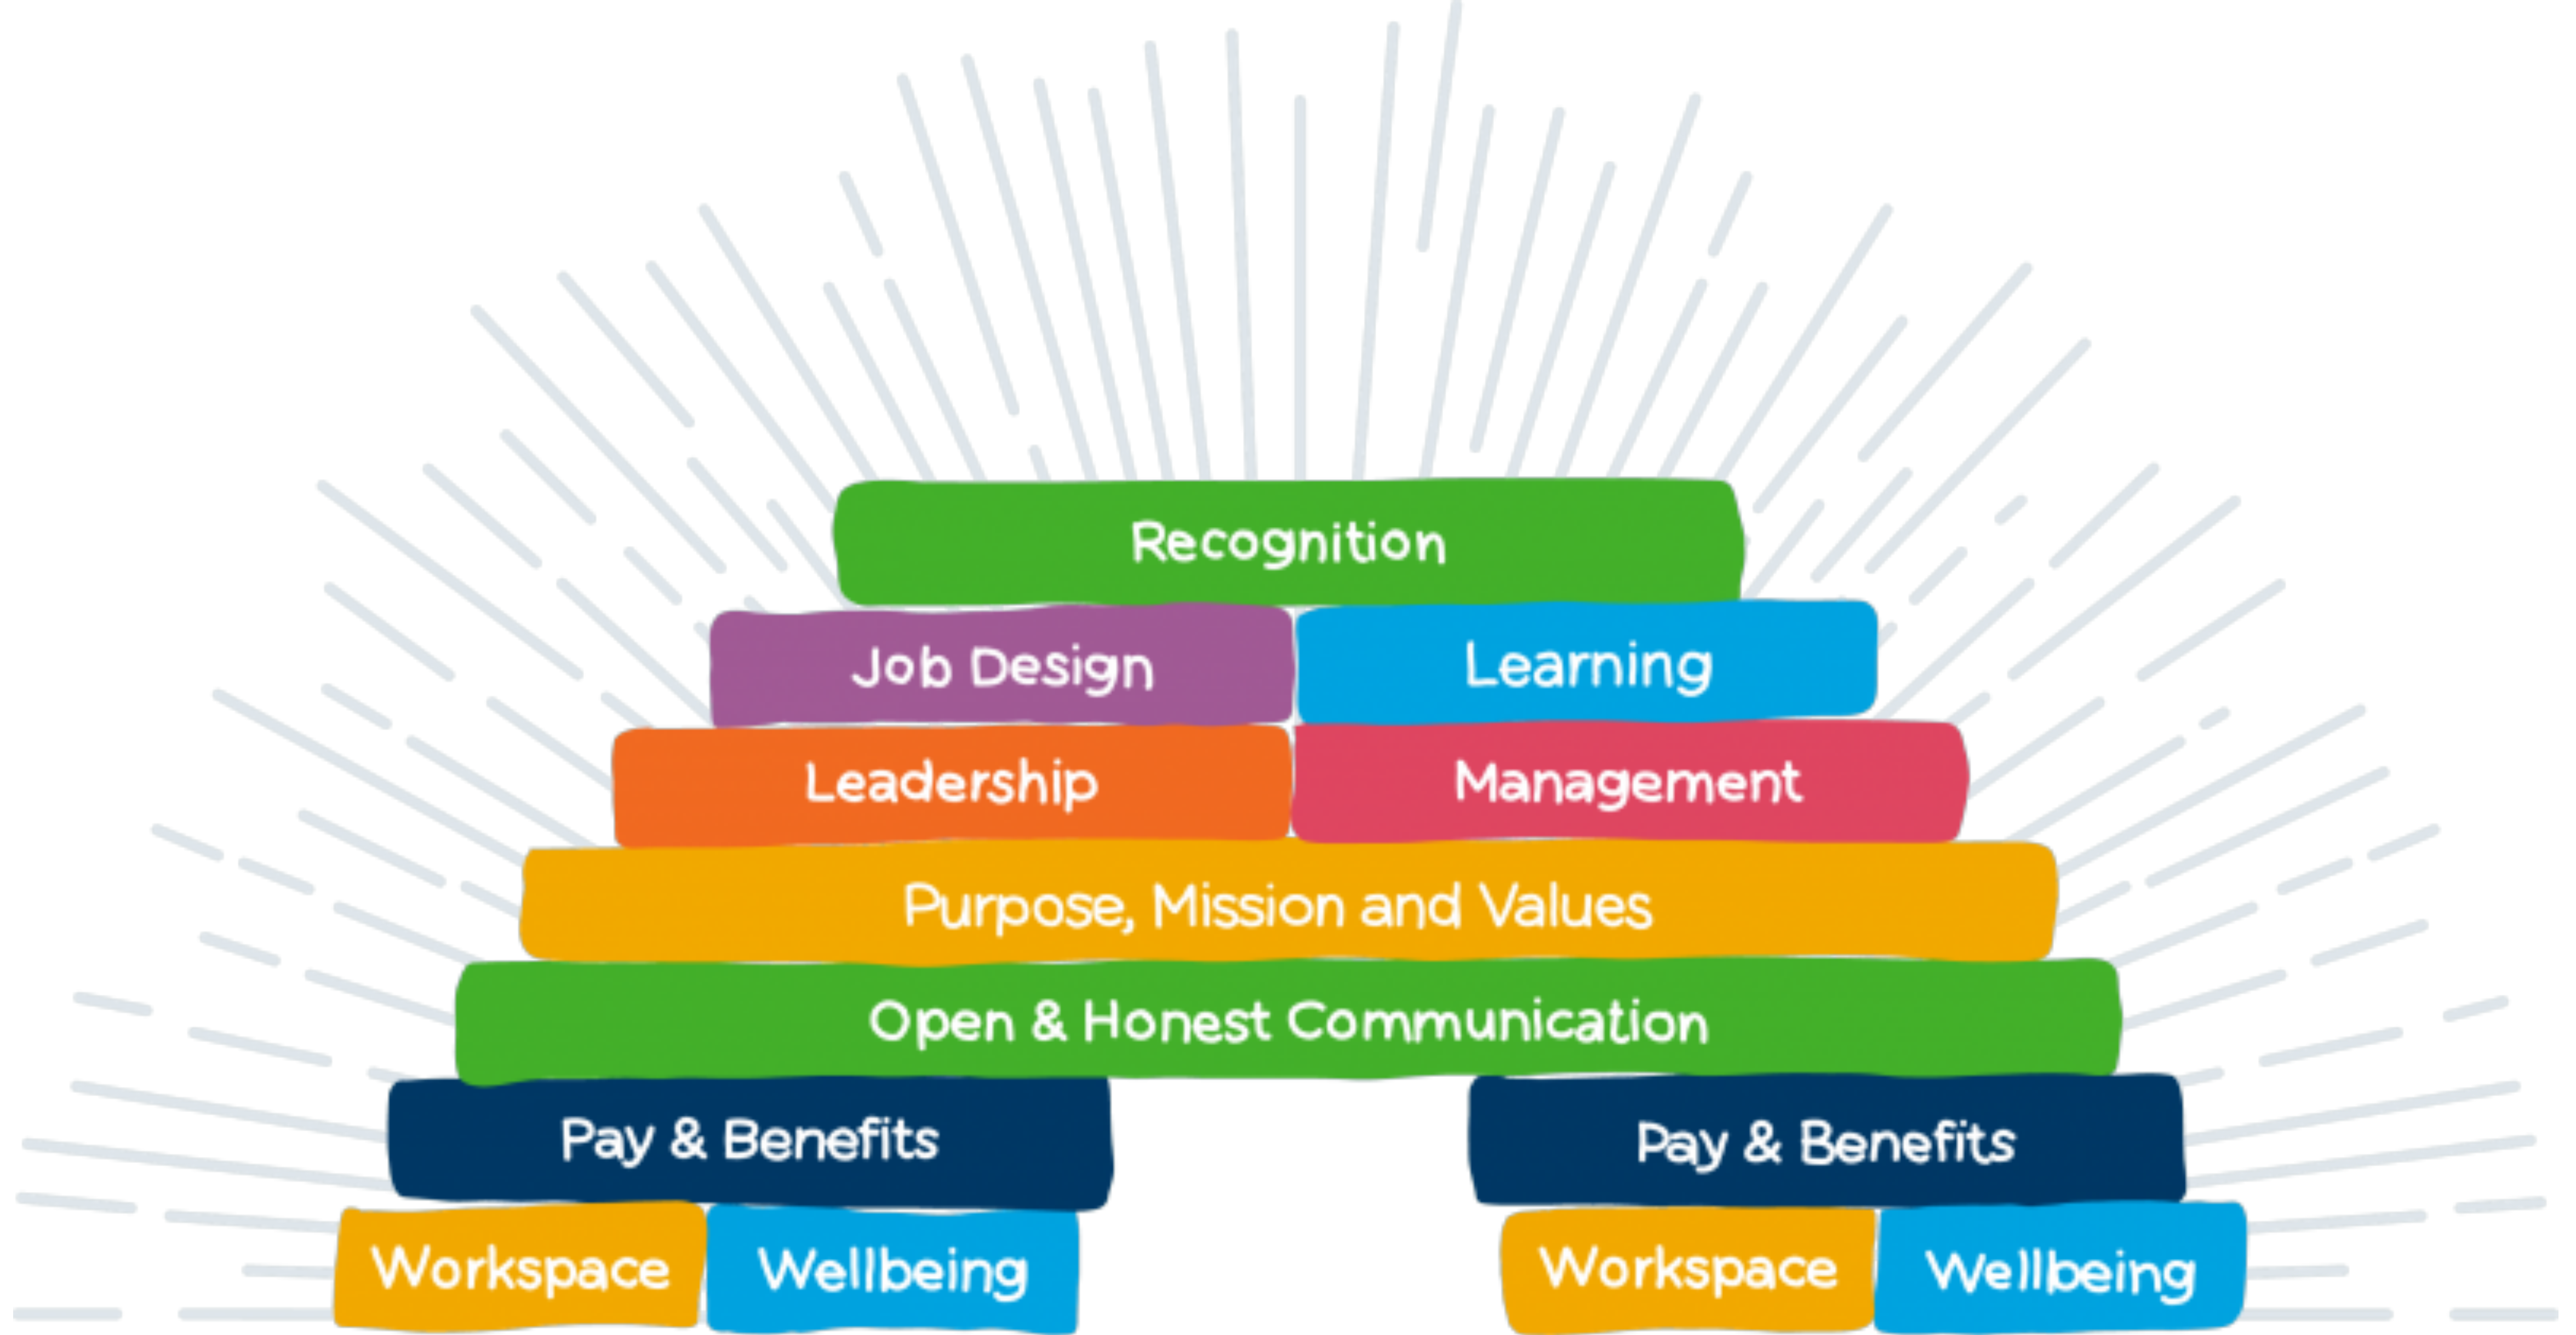 Recognition
Job Design
Learning
Leadership
Management
Purpose, Mission and Values
Open & Honest Communication
Pay & Benefits
Pay & Benefits
Workspace
Wellbeing
Workspace
Wellbeing